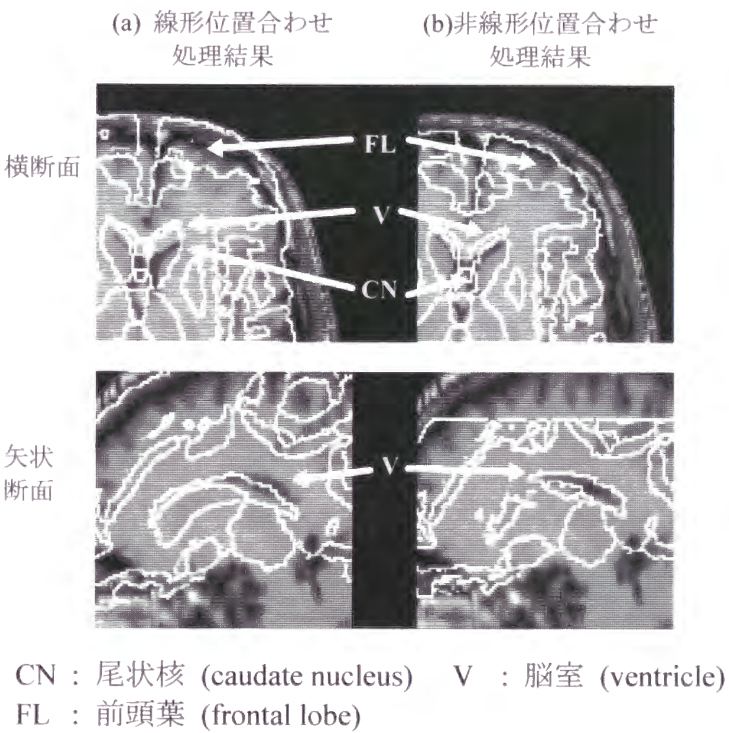 (a) 線形位置合わせ
処理結果
(b)非線形位置合わせ
処理結果
横断面
FL
V
CN
矢状
断面
V
CN : 尾状核 (caudate nucleus) V : 脳室 (ventricle)
FL : 前頭葉 (frontal lobe)